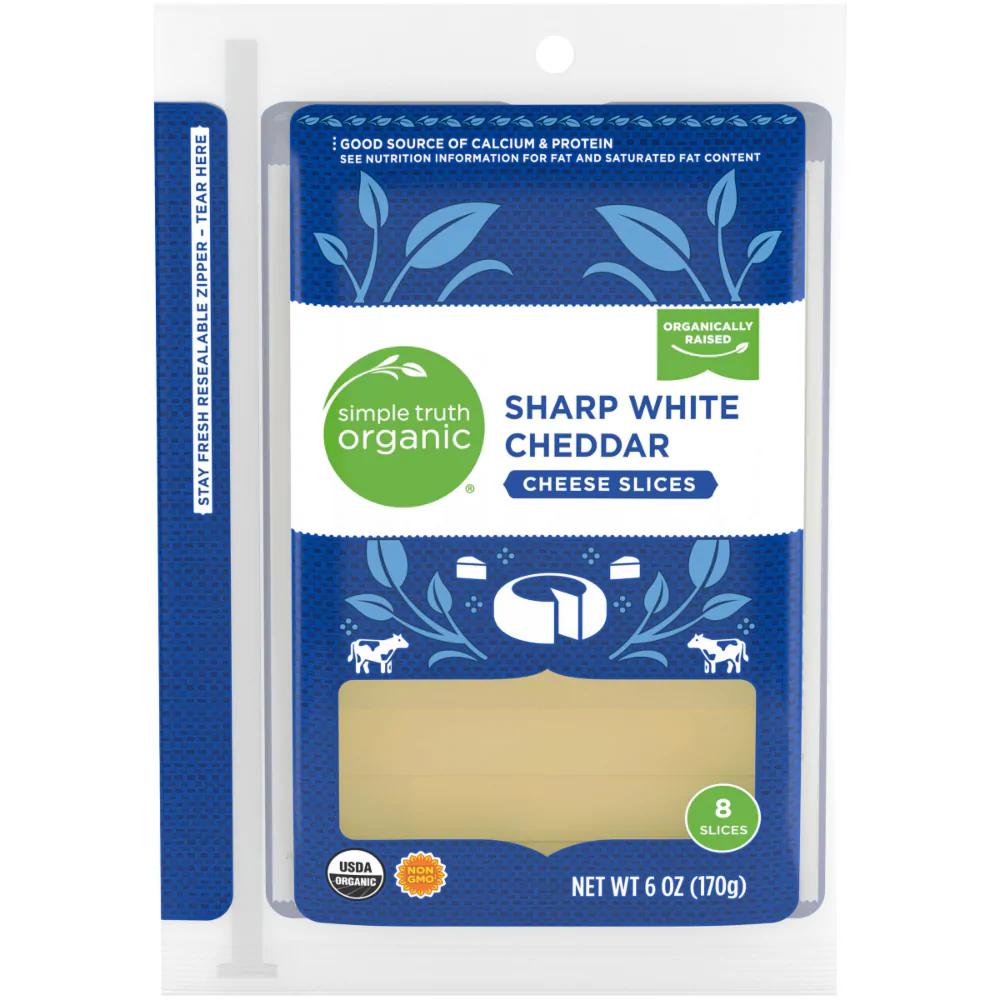 STAY FRESH RESEALABLE ZIPPER - TEAR HERE
GOOD SOURCE OF CALCIUM & PROTEIN
SEE NUTRITION INFORMATION FOR FAT AND SATURATED FAT CONTENT
ORGANICALLY
RAISED
simple truth
organic
®
SHARP WHITE
CHEDDAR
CHEESE SLICES
8
SLICES
USDA
ORGANIC
NON
GMO
NET WT 6 OZ (170g)